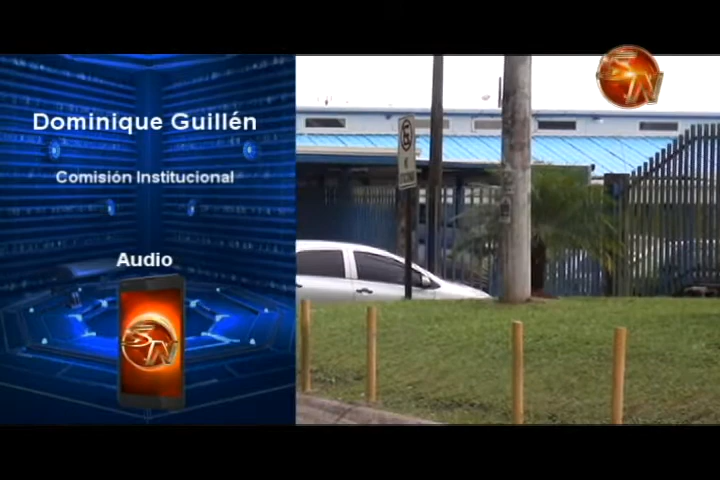 Dominique Guillén
Comisión Institucional
Audio
SN
SN